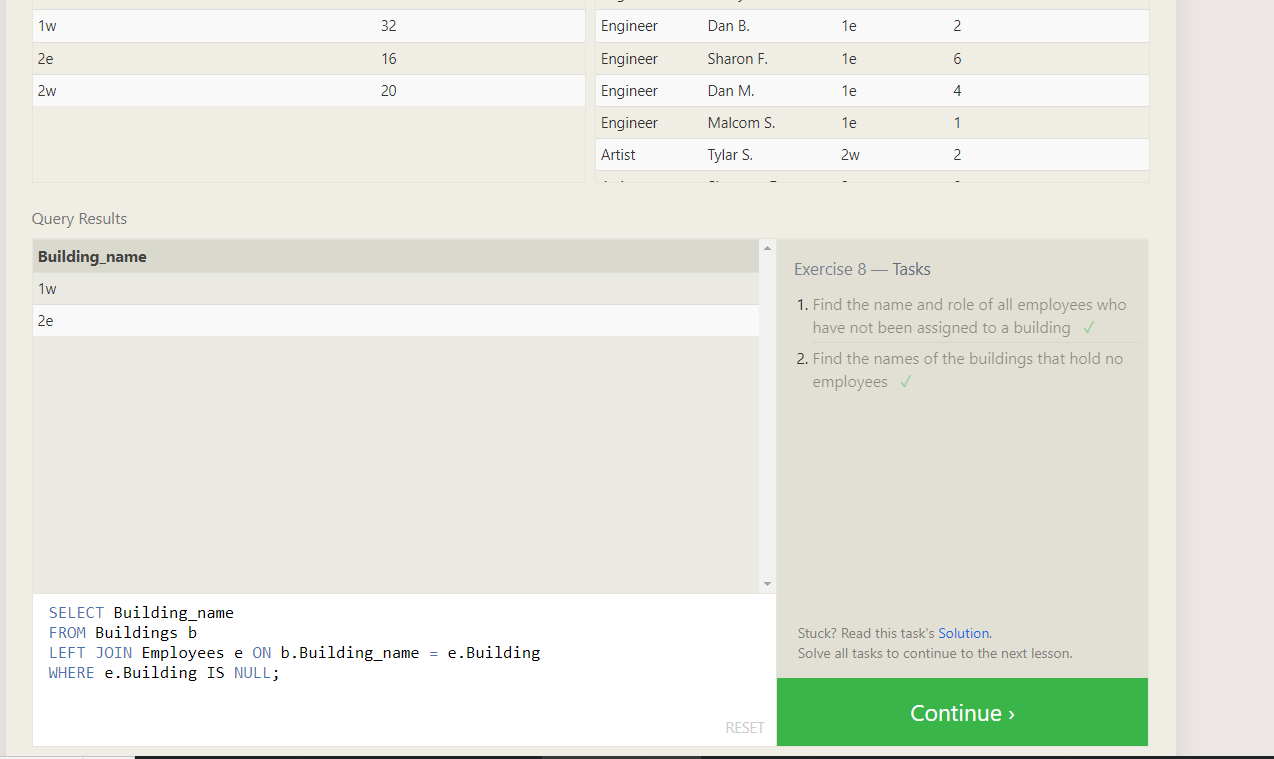 1w 32
2e 16
2w 20
Engineer Dan B. 1e 2
Engineer Sharon F. 1e 6
Engineer Dan M. 1e 4
Engineer Malcom S. 1e 1
Artist Tylar S. 2w 2
Query Results
Building_name
1w
2e
SELECT Building_name
FROM Buildings b
LEFT JOIN Employees e ON b.Building_name = e.Building
WHERE e.Building IS NULL;
RESET
Exercise 8 — Tasks
1. Find the name and role of all employees who
have not been assigned to a building ✓
2. Find the names of the buildings that hold no
employees ✓
Stuck? Read this task's Solution.
Solve all tasks to continue to the next lesson.
Continue ›